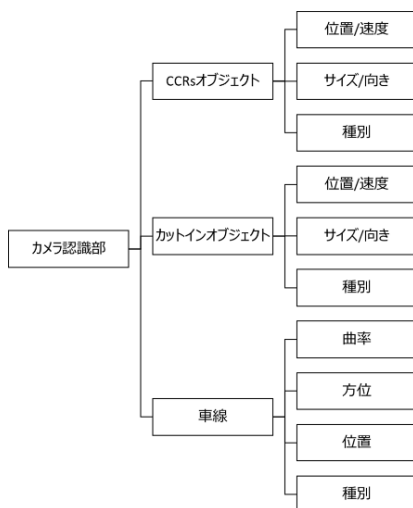 カメラ認識部
CCRsオブジェクト
位置/速度
サイズ/向き
種別
カットインオブジェクト
位置/速度
サイズ/向き
種別
車線
曲率
方位
位置
種別